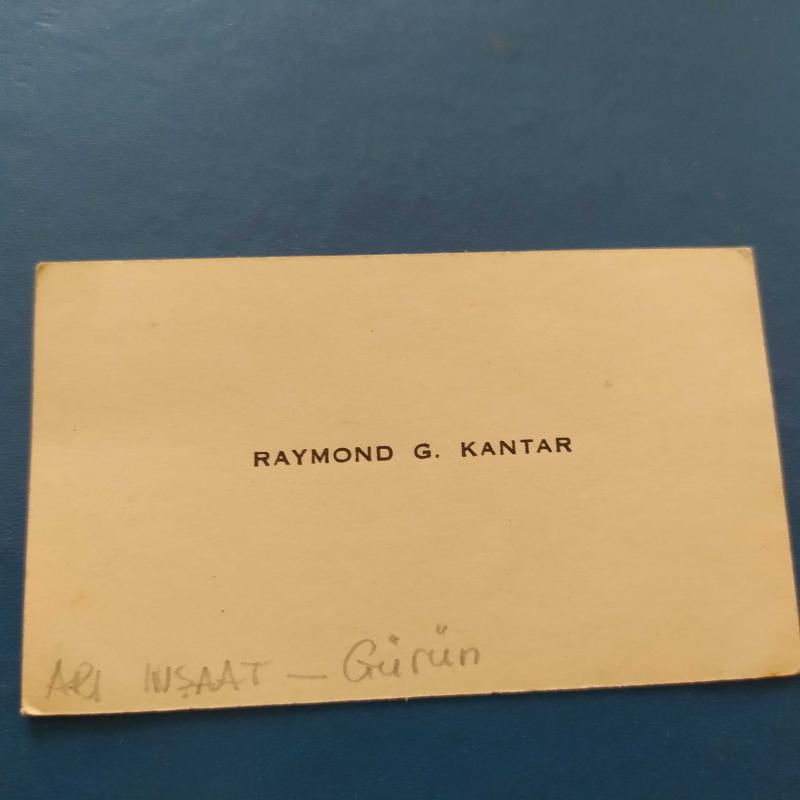 RAYMOND G. KANTAR
ARI INŞAAT — Gürün